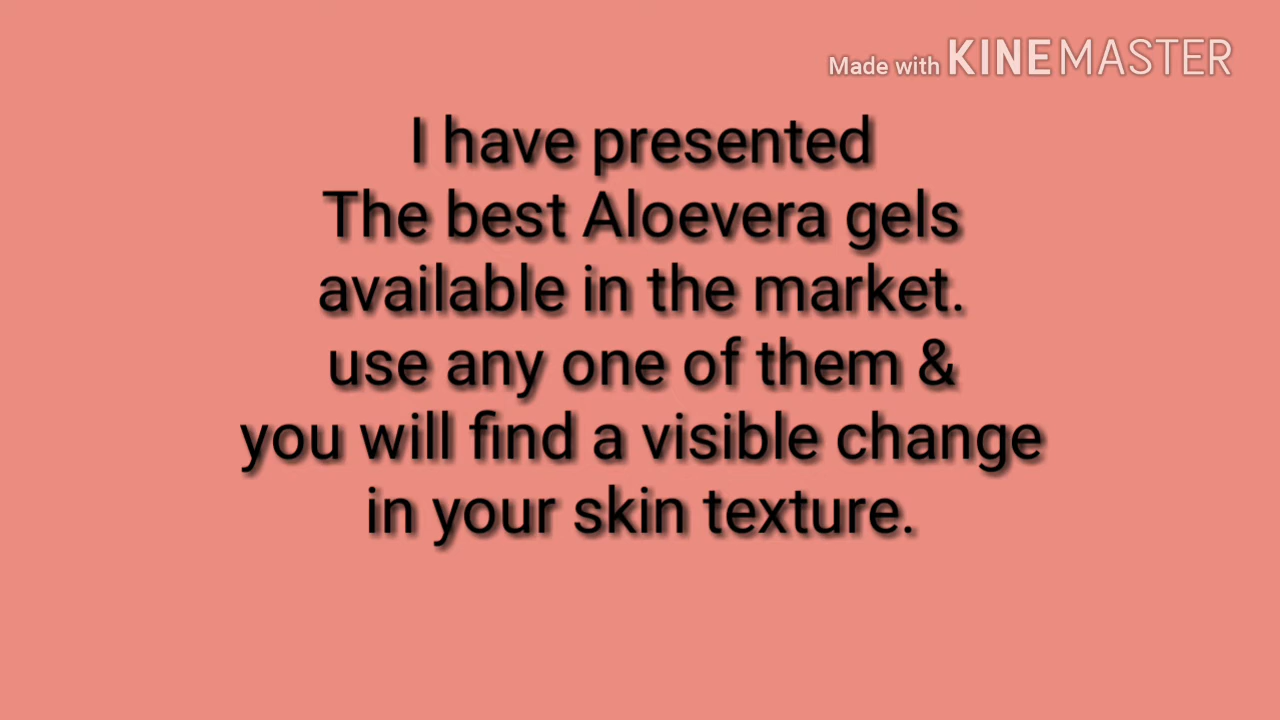 Made with KINEMASTER
I have presented
The best Aloevera gels
available in the market.
use any one of them &
you will find a visible change
in your skin texture.